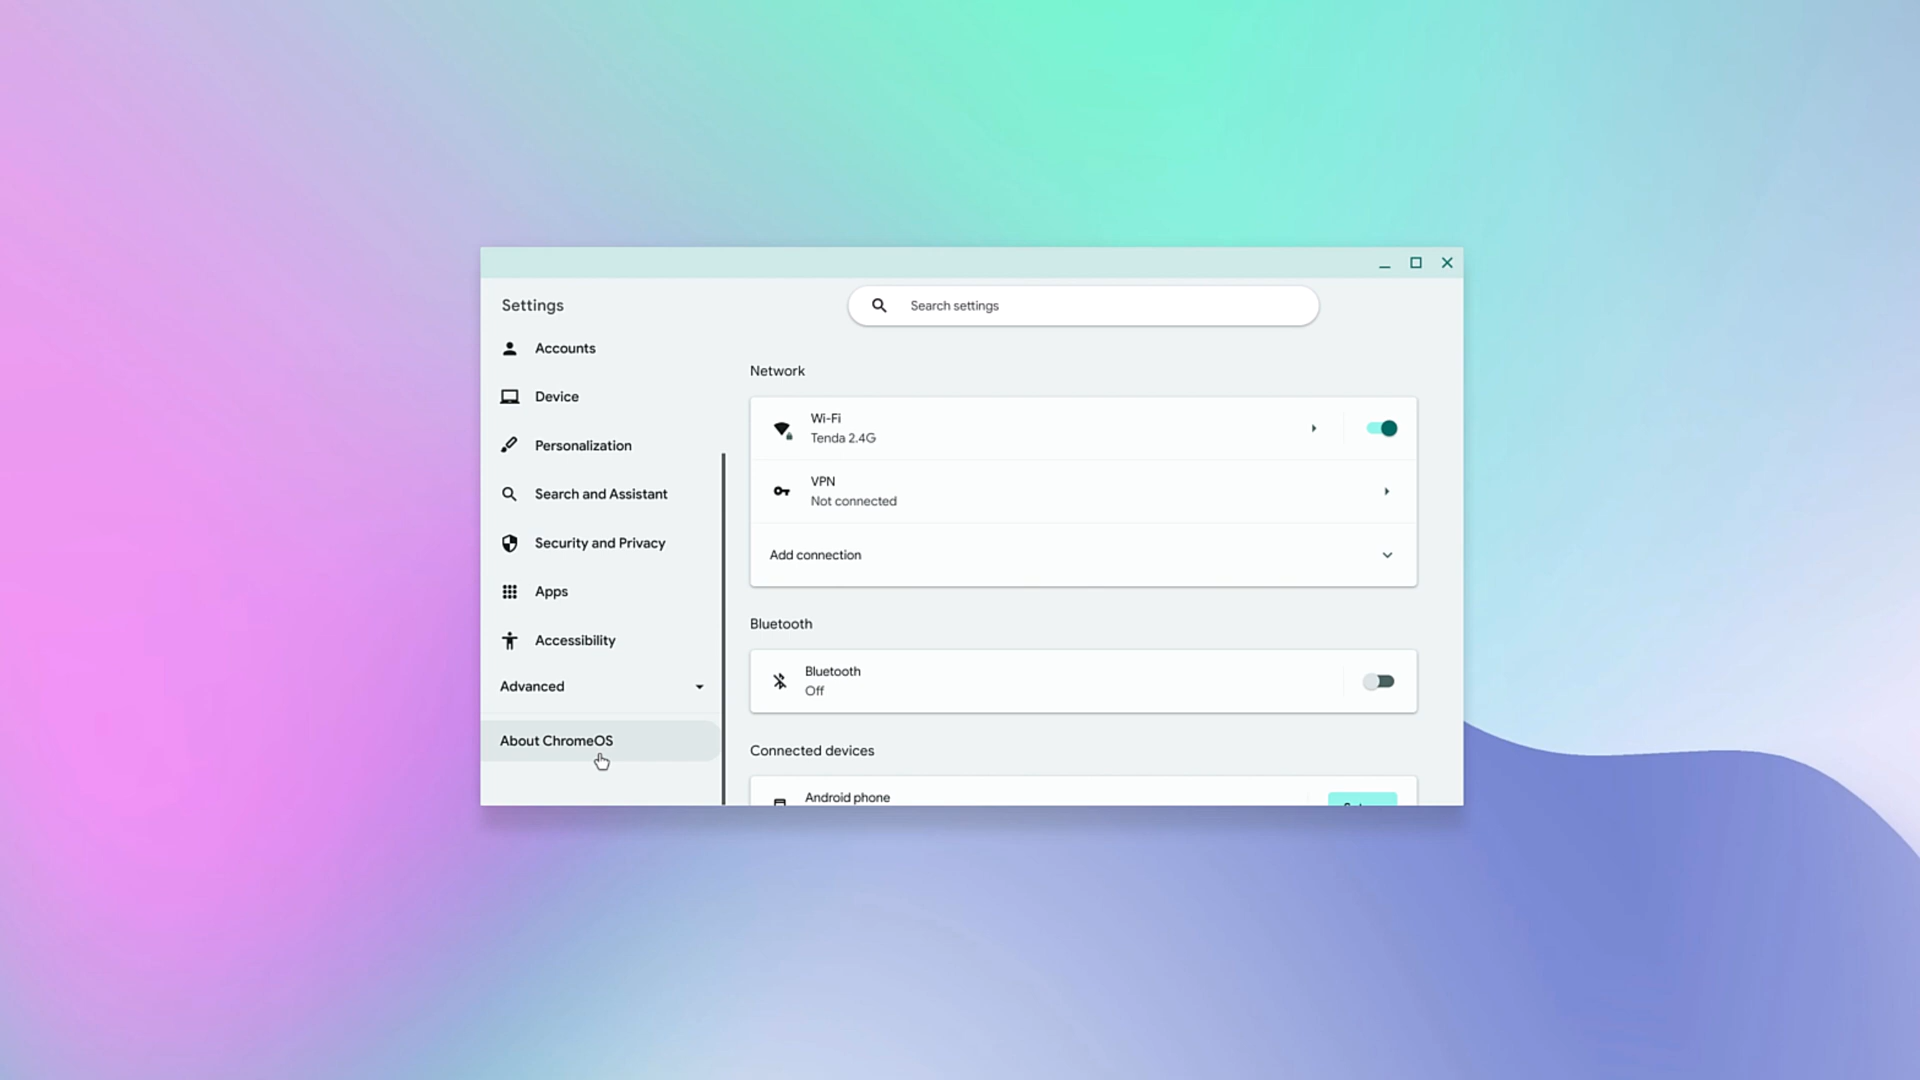 Settings
Search settings
Accounts
Device
Personalization
Search and Assistant
Security and Privacy
Apps
Accessibility
Advanced
About ChromeOS
Network
Wi-Fi
Tenda 2.4G
VPN
Not connected
Add connection
Bluetooth
Bluetooth
Off
Connected devices
Android phone